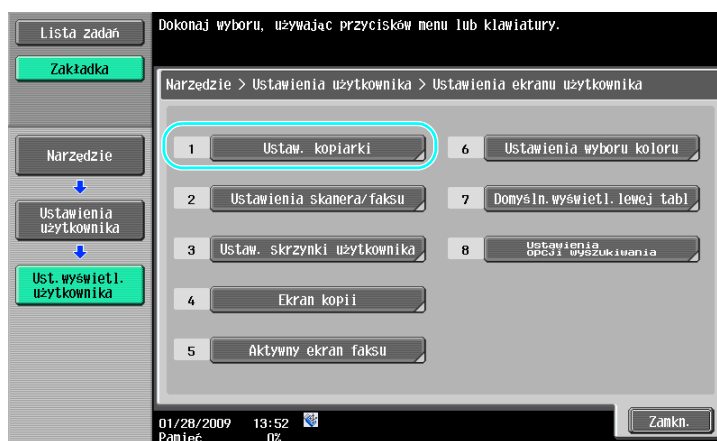 Lista zadań
Zakładka
Dokonaj wyboru, używając przycisków menu lub klawiatury.
Narzędzie > Ustawienia użytkownika > Ustawienia ekranu użytkownika
Narzędzie
Ustawienia
użytkownika
Ust.wyświetl.
użytkownika
1 Ustaw. kopiarki
2 Ustawienia skanera/faksu
3 Ustaw. skrzynki użytkownika
4 Ekran kopii
5 Aktywny ekran faksu
6 Ustawienia wyboru koloru
7 Domyśln.wyświetl.lewej tabl
8 Ustawienia
opcji wyszukiwania
01/28/2009 13:52
Pamięć 0%
Zamkn.